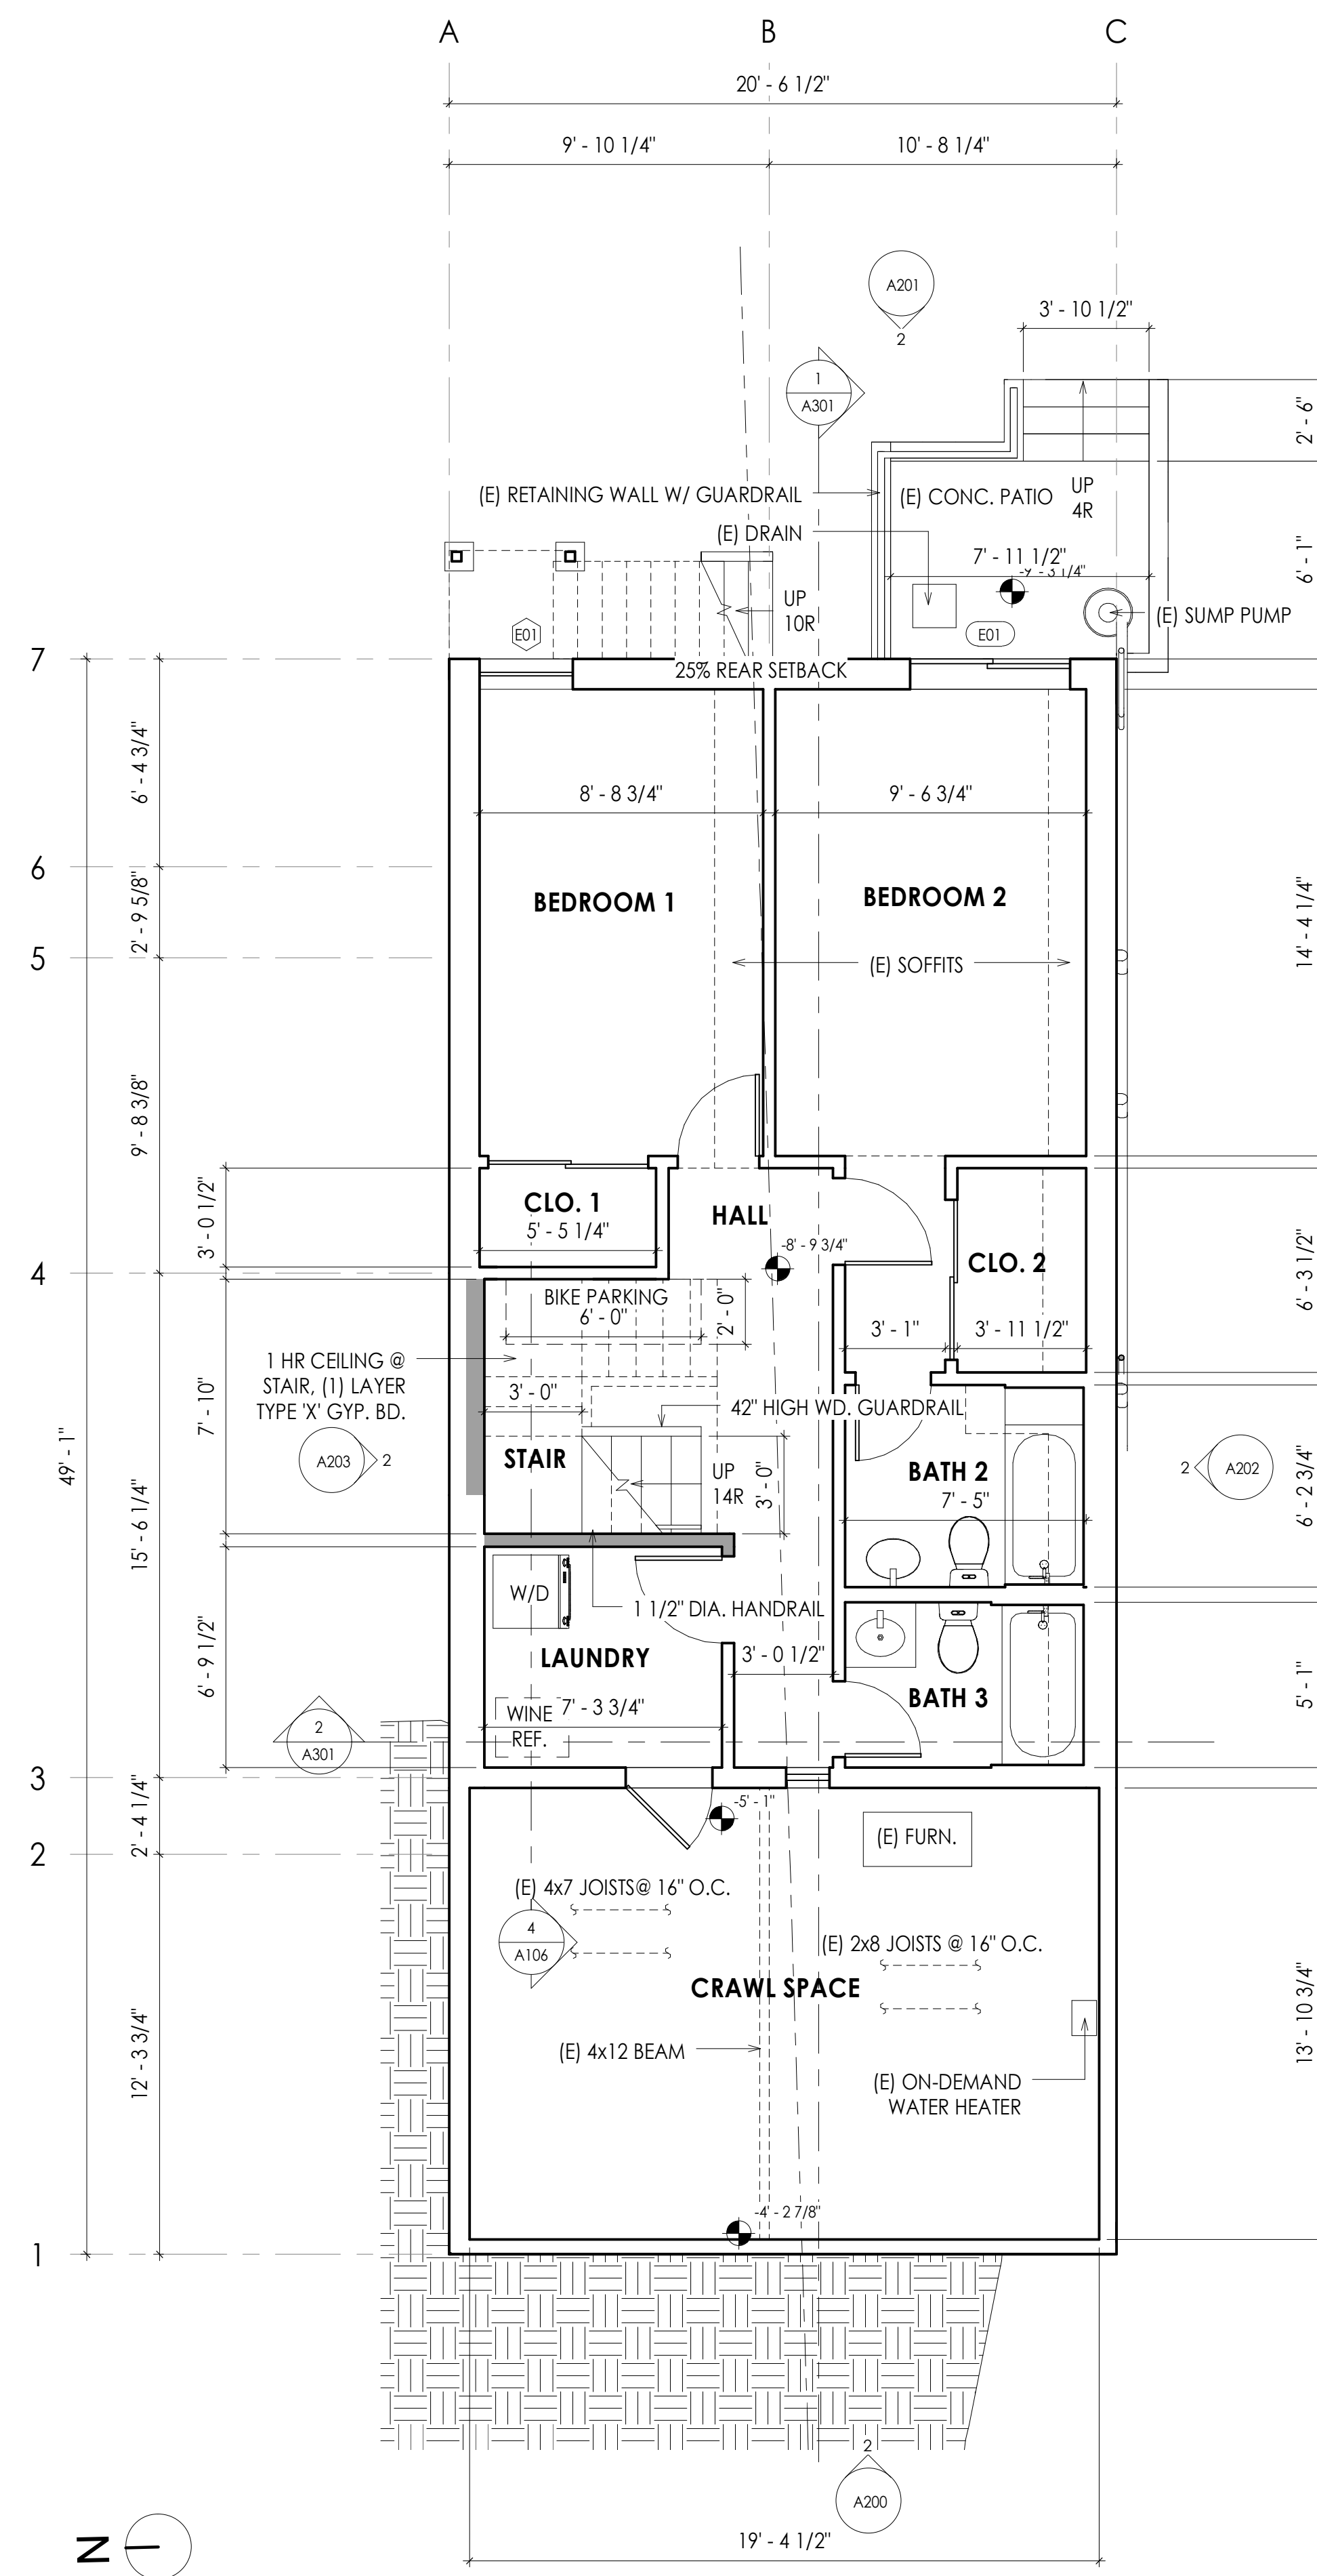 A
B
C
20' - 6 1/2"
9' - 10 1/4"
10' - 8 1/4"
A201
2
3' - 10 1/2"
1
A301
2' - 6"
(E) RETAINING WALL W/ GUARDRAIL
(E) CONC. PATIO
UP
4R
(E) DRAIN
7' - 11 1/2"
-9' - 3 1/4"
6' - 1"
UP
10R
(E) SUMP PUMP
E01
E01
7
25% REAR SETBACK
6' - 4 3/4"
8' - 8 3/4"
9' - 6 3/4"
6
BEDROOM 1
BEDROOM 2
2' - 9 5/8"
14' - 4 1/4"
5
(E) SOFFITS
9' - 8 3/8"
3' - 0 1/2"
CLO. 1
5' - 5 1/4"
HALL
-8' - 9 3/4"
CLO. 2
6' - 3 1/2"
4
BIKE PARKING
6' - 0"
2' - 0"
3' - 1"
3' - 11 1/2"
1 HR CEILING @
STAIR, (1) LAYER
TYPE 'X' GYP. BD.
3' - 0"
42" HIGH WD. GUARDRAIL
7' - 10"
49' - 1"
A203
2
STAIR
UP
14R
3' - 0"
BATH 2
7' - 5"
2
A202
6' - 2 3/4"
15' - 6 1/4"
W/D
1 1/2" DIA. HANDRAIL
6' - 9 1/2"
LAUNDRY
3' - 0 1/2"
BATH 3
5' - 1"
WINE
REF.
7' - 3 3/4"
2
A301
3
-5' - 1"
2' - 4 1/4"
(E) FURN.
2
(E) 4x7 JOISTS@ 16" O.C.
4
A106
(E) 2x8 JOISTS @ 16" O.C.
CRAWL SPACE
12' - 3 3/4"
13' - 10 3/4"
(E) 4x12 BEAM
(E) ON-DEMAND
WATER HEATER
-4' - 2 7/8"
1
2
A200
N
19' - 4 1/2"